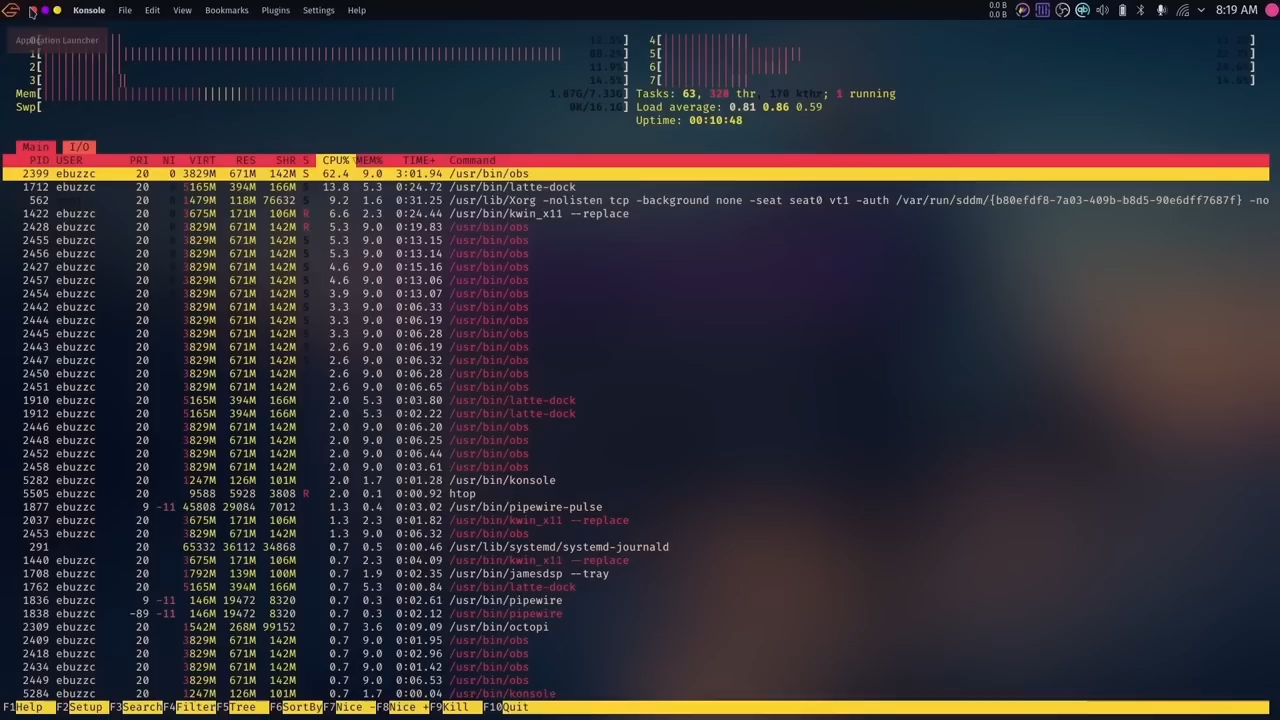 Konsole File Edit View Bookmarks Plugins Settings Help 0.0 B 0.0 B 8:19 AM
Application Launcher
0[ 12.5%] 4[ ]
1[ 88.2%] 5[ ]
2[ 11.9%] 6[ ]
3[ 14.5%] 7[ ]
Mem[ 1.87G/7.33G] Tasks: 63, 328 thr, 170 kthr; 1 running
Swp[ 0K/16.1G] Load average: 0.81 0.86 0.59
Uptime: 00:10:48
Main I/O
PID USER PRI NI VIRT RES SHR S CPU%▽MEM% TIME+ Command
2399 ebuzzc 20 0 3829M 671M 142M S 62.4 9.0 3:01.94 /usr/bin/obs
1712 ebuzzc 20 5165M 394M 166M S 13.8 5.3 0:24.72 /usr/bin/latte-dock
562 20 1479M 118M 76632 S 9.2 1.6 0:31.25 /usr/lib/Xorg -nolisten tcp -background none -seat seat0 vt1 -auth /var/run/sddm/{b80efdf8-7a03-409b-b8d5-90e6dff7687f} -no
1422 ebuzzc 20 3675M 171M 106M R 6.6 2.3 0:24.44 /usr/bin/kwin_x11 --replace
2428 ebuzzc 20 3829M 671M 142M R 5.3 9.0 0:19.83 /usr/bin/obs
2455 ebuzzc 20 3829M 671M 142M S 5.3 9.0 0:13.15 /usr/bin/obs
2456 ebuzzc 20 3829M 671M 142M S 5.3 9.0 0:13.14 /usr/bin/obs
2427 ebuzzc 20 3829M 671M 142M S 4.6 9.0 0:15.16 /usr/bin/obs
2457 ebuzzc 20 3829M 671M 142M S 4.6 9.0 0:13.06 /usr/bin/obs
2454 ebuzzc 20 3829M 671M 142M S 3.9 9.0 0:13.07 /usr/bin/obs
2442 ebuzzc 20 3829M 671M 142M S 3.3 9.0 0:06.33 /usr/bin/obs
2444 ebuzzc 20 3829M 671M 142M S 3.3 9.0 0:06.19 /usr/bin/obs
2445 ebuzzc 20 3829M 671M 142M S 3.3 9.0 0:06.28 /usr/bin/obs
2443 ebuzzc 20 3829M 671M 142M 2.6 9.0 0:06.19 /usr/bin/obs
2447 ebuzzc 20 3829M 671M 142M 2.6 9.0 0:06.32 /usr/bin/obs
2450 ebuzzc 20 3829M 671M 142M 2.6 9.0 0:06.28 /usr/bin/obs
2451 ebuzzc 20 3829M 671M 142M 2.6 9.0 0:06.65 /usr/bin/obs
1910 ebuzzc 20 5165M 394M 166M 2.0 5.3 0:03.80 /usr/bin/latte-dock
1912 ebuzzc 20 5165M 394M 166M 2.0 5.3 0:02.22 /usr/bin/latte-dock
2446 ebuzzc 20 3829M 671M 142M 2.0 9.0 0:06.20 /usr/bin/obs
2448 ebuzzc 20 3829M 671M 142M 2.0 9.0 0:06.25 /usr/bin/obs
2452 ebuzzc 20 3829M 671M 142M 2.0 9.0 0:06.44 /usr/bin/obs
2458 ebuzzc 20 3829M 671M 142M 2.0 9.0 0:03.61 /usr/bin/obs
5282 ebuzzc 20 1247M 126M 101M 2.0 1.7 0:01.28 /usr/bin/konsole
5505 ebuzzc 20 9588 5928 3808 R 2.0 0.1 0:00.92 htop
1877 ebuzzc 9 -11 45808 29084 7012 1.3 0.4 0:03.02 /usr/bin/pipewire-pulse
2037 ebuzzc 20 3675M 171M 106M 1.3 2.3 0:01.82 /usr/bin/kwin_x11 --replace
2453 ebuzzc 20 3829M 671M 142M 1.3 9.0 0:06.32 /usr/bin/obs
291 20 65332 36112 34868 0.7 0.5 0:00.46 /usr/lib/systemd/systemd-journald
1440 ebuzzc 20 3675M 171M 106M 0.7 2.3 0:04.09 /usr/bin/kwin_x11 --replace
1708 ebuzzc 20 1792M 139M 100M 0.7 1.9 0:02.35 /usr/bin/jamesdsp --tray
1762 ebuzzc 20 5165M 394M 166M 0.7 5.3 0:00.84 /usr/bin/latte-dock
1836 ebuzzc 9 -11 146M 19472 8320 0.7 0.3 0:02.61 /usr/bin/pipewire
1838 ebuzzc -89 -11 146M 19472 8320 0.7 0.3 0:02.12 /usr/bin/pipewire
2309 ebuzzc 20 1542M 268M 99152 0.7 3.6 0:09.09 /usr/bin/octopi
2409 ebuzzc 20 3829M 671M 142M 0.7 9.0 0:01.95 /usr/bin/obs
2418 ebuzzc 20 3829M 671M 142M 0.7 9.0 0:02.96 /usr/bin/obs
2434 ebuzzc 20 3829M 671M 142M 0.7 9.0 0:01.42 /usr/bin/obs
2449 ebuzzc 20 3829M 671M 142M 0.7 9.0 0:06.53 /usr/bin/obs
5284 ebuzzc 20 1247M 126M 101M 0.7 1.7 0:00.04 /usr/bin/konsole
F1Help F2Setup F3SearchF4FilterF5Tree F6SortByF7Nice -F8Nice +F9Kill F10Quit